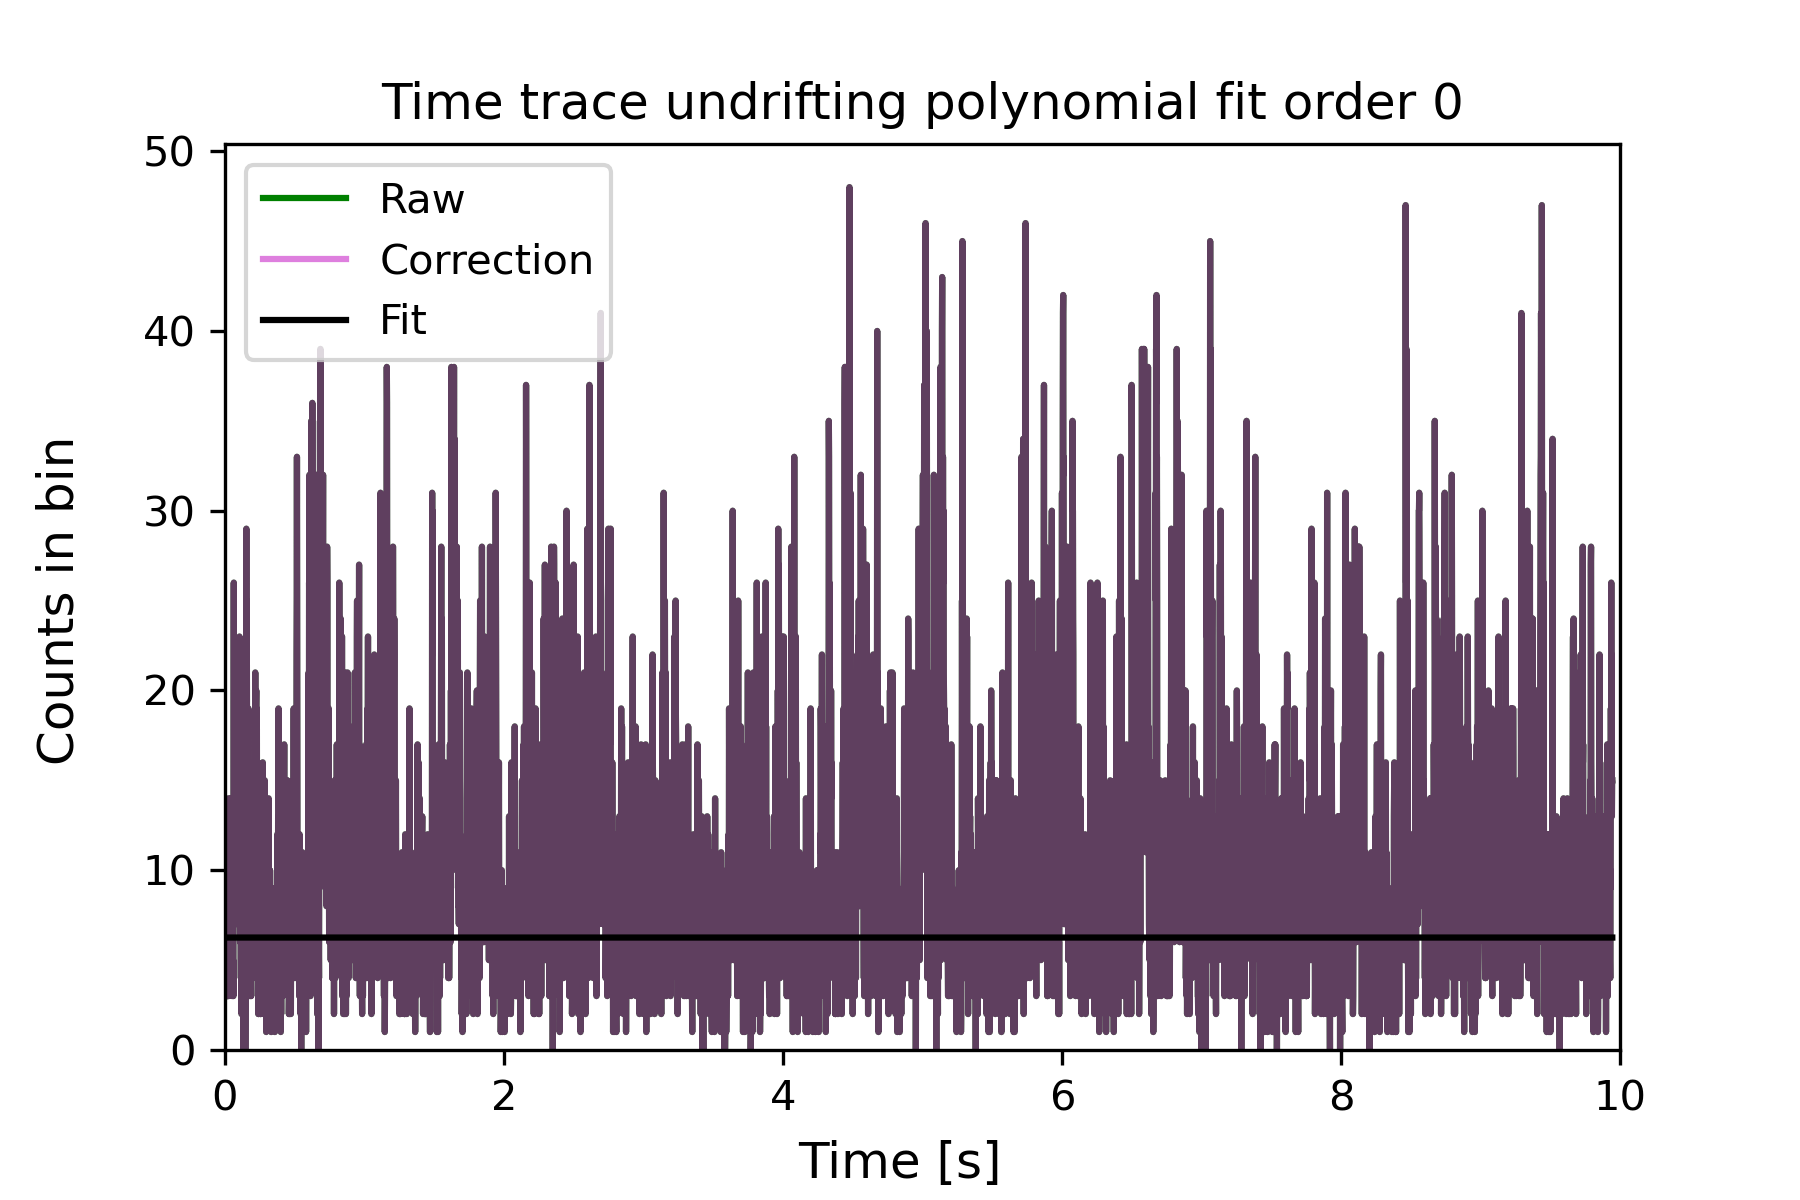 Time trace undrifting polynomial fit order 0
50
40
30
20
10
0
Counts in bin
Raw
Correction
Fit
0 2 4 6 8 10
Time [s]